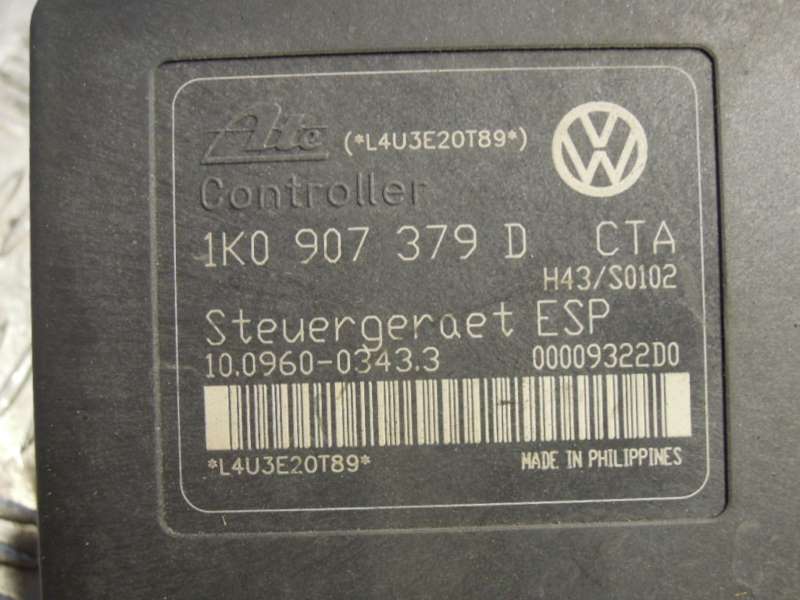 Ate (*L4U3E20T89*)
Controller
1K0 907 379 D CTA
H43/S0102
Steuergeraet ESP
10.0960-0343.3 00009322D0
*L4U3E20T89* MADE IN PHILIPPINES